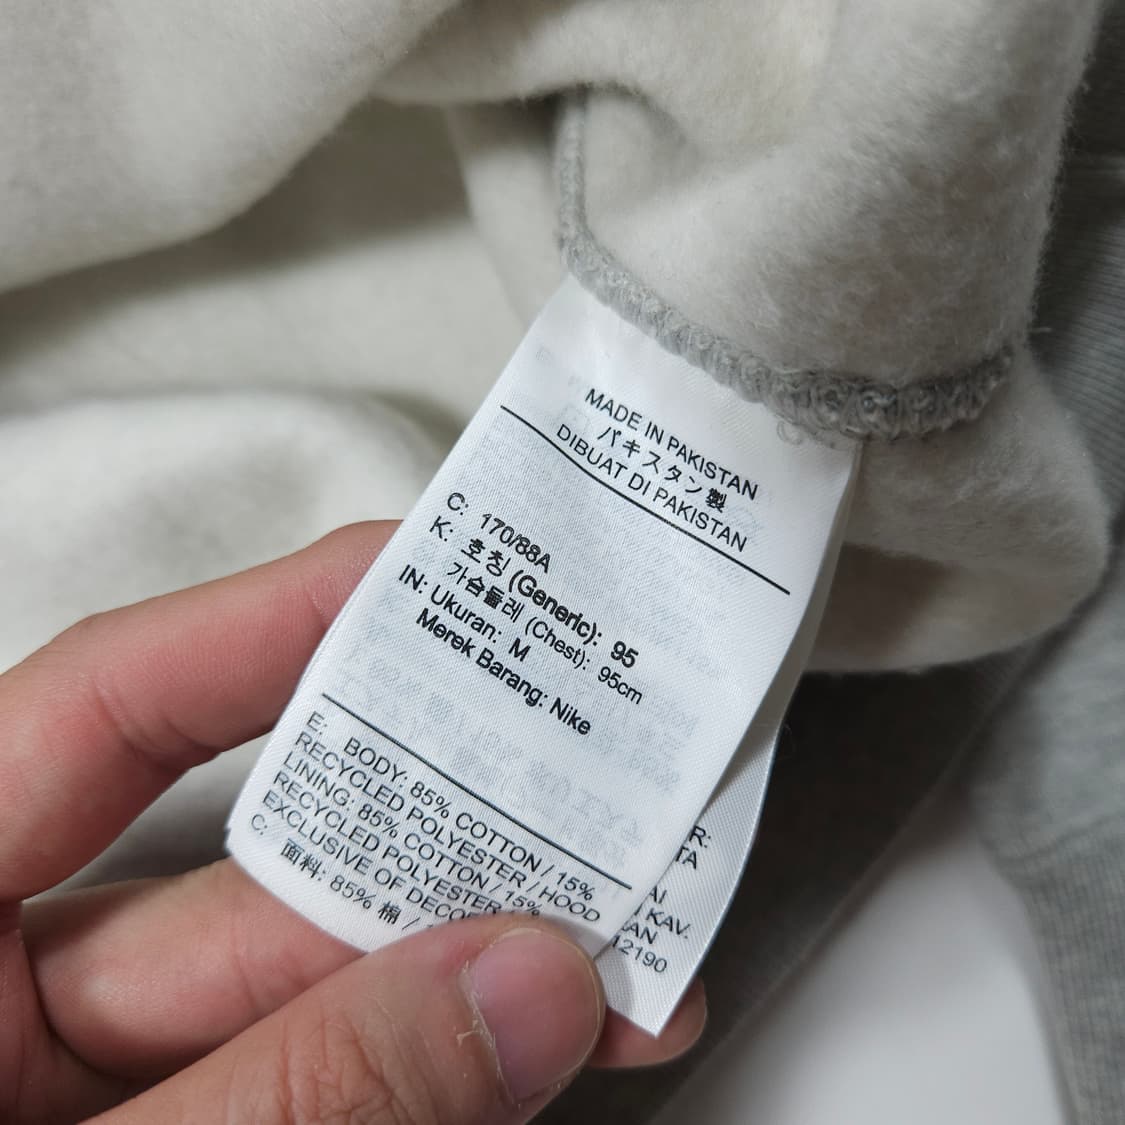 MADE IN PAKISTAN
パキスタン製
DIBUAT DI PAKISTAN
C: 170/88A
K: 호칭 (Generic): 95
가슴둘레 (Chest): 95cm
IN: Ukuran: M
Merek Barang: Nike
E: BODY: 85% COTTON / 15%
RECYCLED POLYESTER / HOOD
LINING: 85% COTTON / 15%
RECYCLED POLYESTER
EXCLUSIVE OF
C: 面料: 85% 棉 /
KAV.
12190